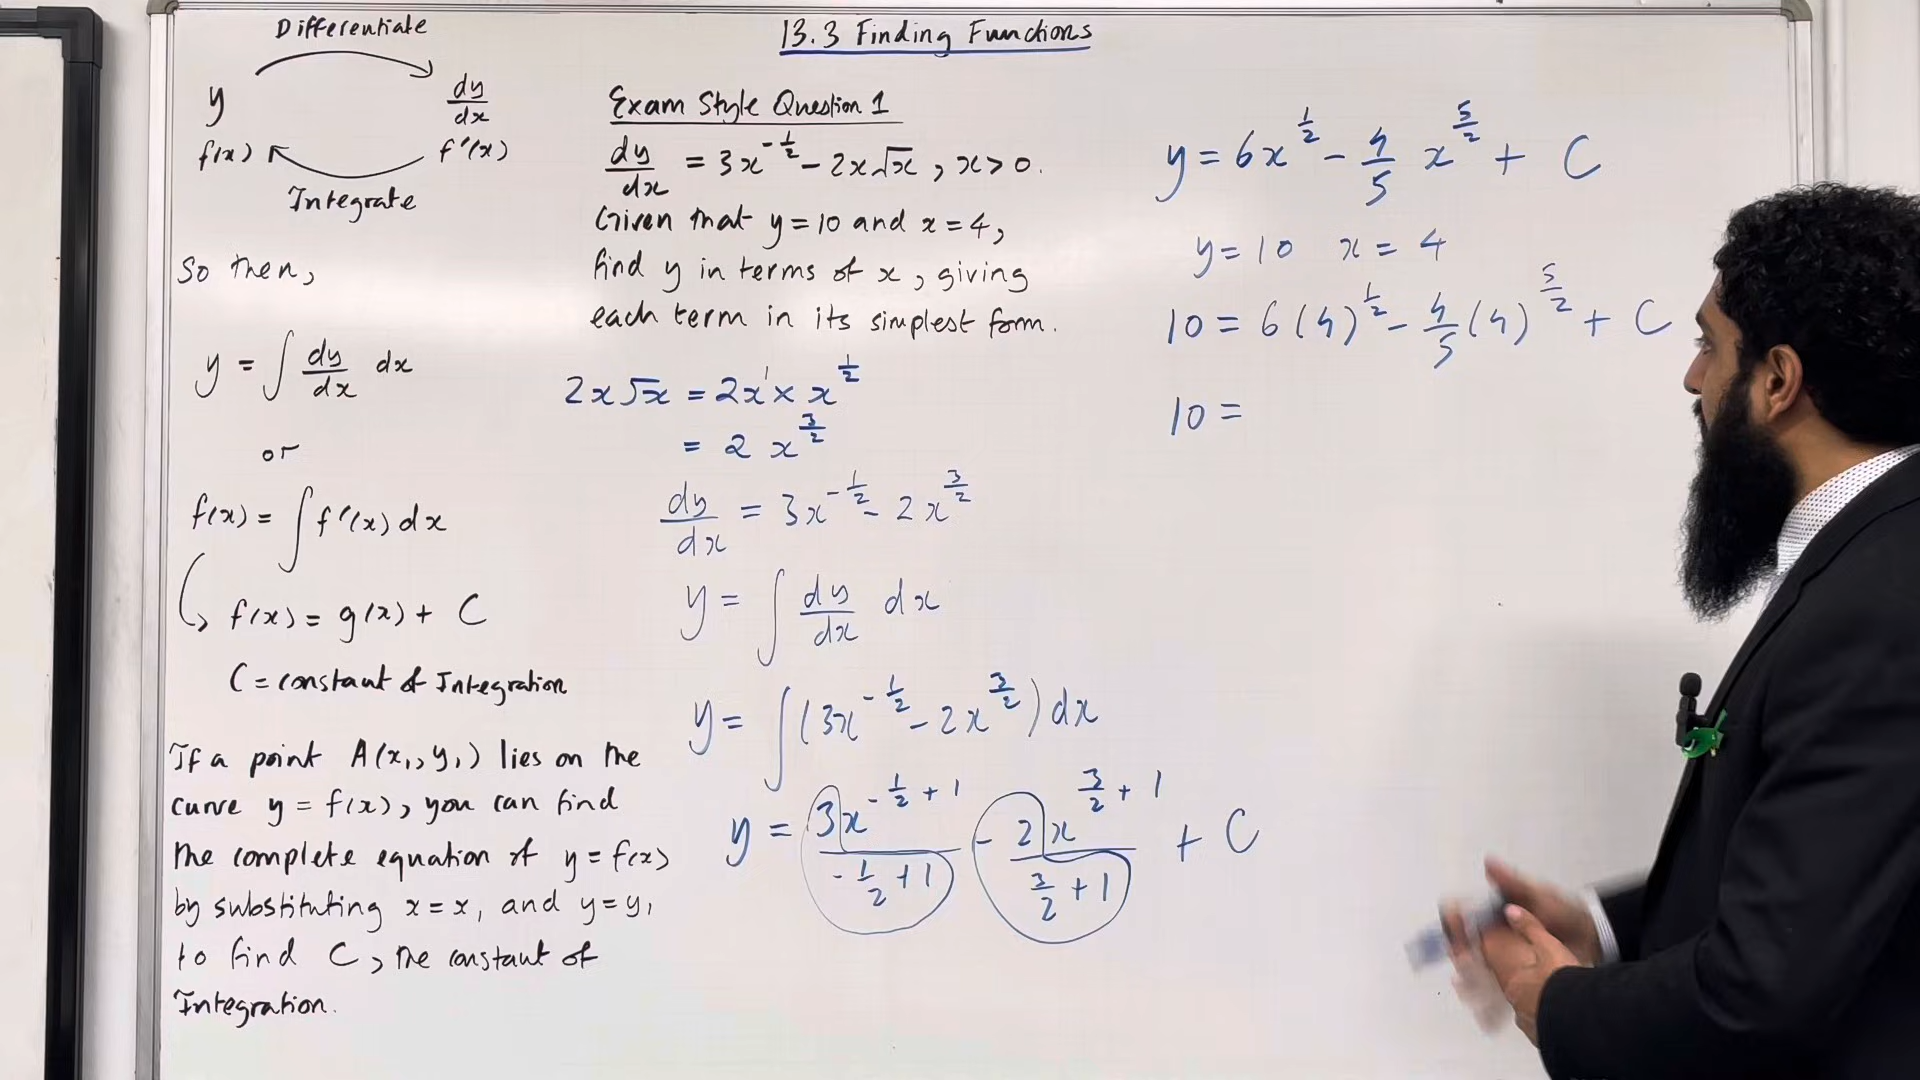 13.3 Finding Functions
Differentiate
y dy/dx
f(x) f'(x)
Integrate
So then,
y = ∫ dy/dx dx
or
f(x) = ∫ f'(x) dx
f(x) = g(x) + C
C = constant of Integration
If a point A(x₁, y₁) lies on the
curve y = f(x), you can find
the complete equation of y = f(x)
by substituting x = x₁ and y = y₁
to find C, the constant of
Integration.
Exam Style Question 1
dy/dx = 3x^(-1/2) - 2x√x, x > 0.
Given that y = 10 and x = 4,
find y in terms of x, giving
each term in its simplest form.
2x√x = 2x¹ × x^(1/2)
= 2x^(3/2)
dy/dx = 3x^(-1/2) - 2x^(3/2)
y = ∫ dy/dx dx
y = ∫ (3x^(-1/2) - 2x^(3/2)) dx
y = 3x^(-1/2 + 1)/(-1/2 + 1) - 2x^(3/2 + 1)/(3/2 + 1) + C
y = 6x^(1/2) - 4/5 x^(5/2) + C
y = 10 x = 4
10 = 6(4)^(1/2) - 4/5 (4)^(5/2) + C
10 =